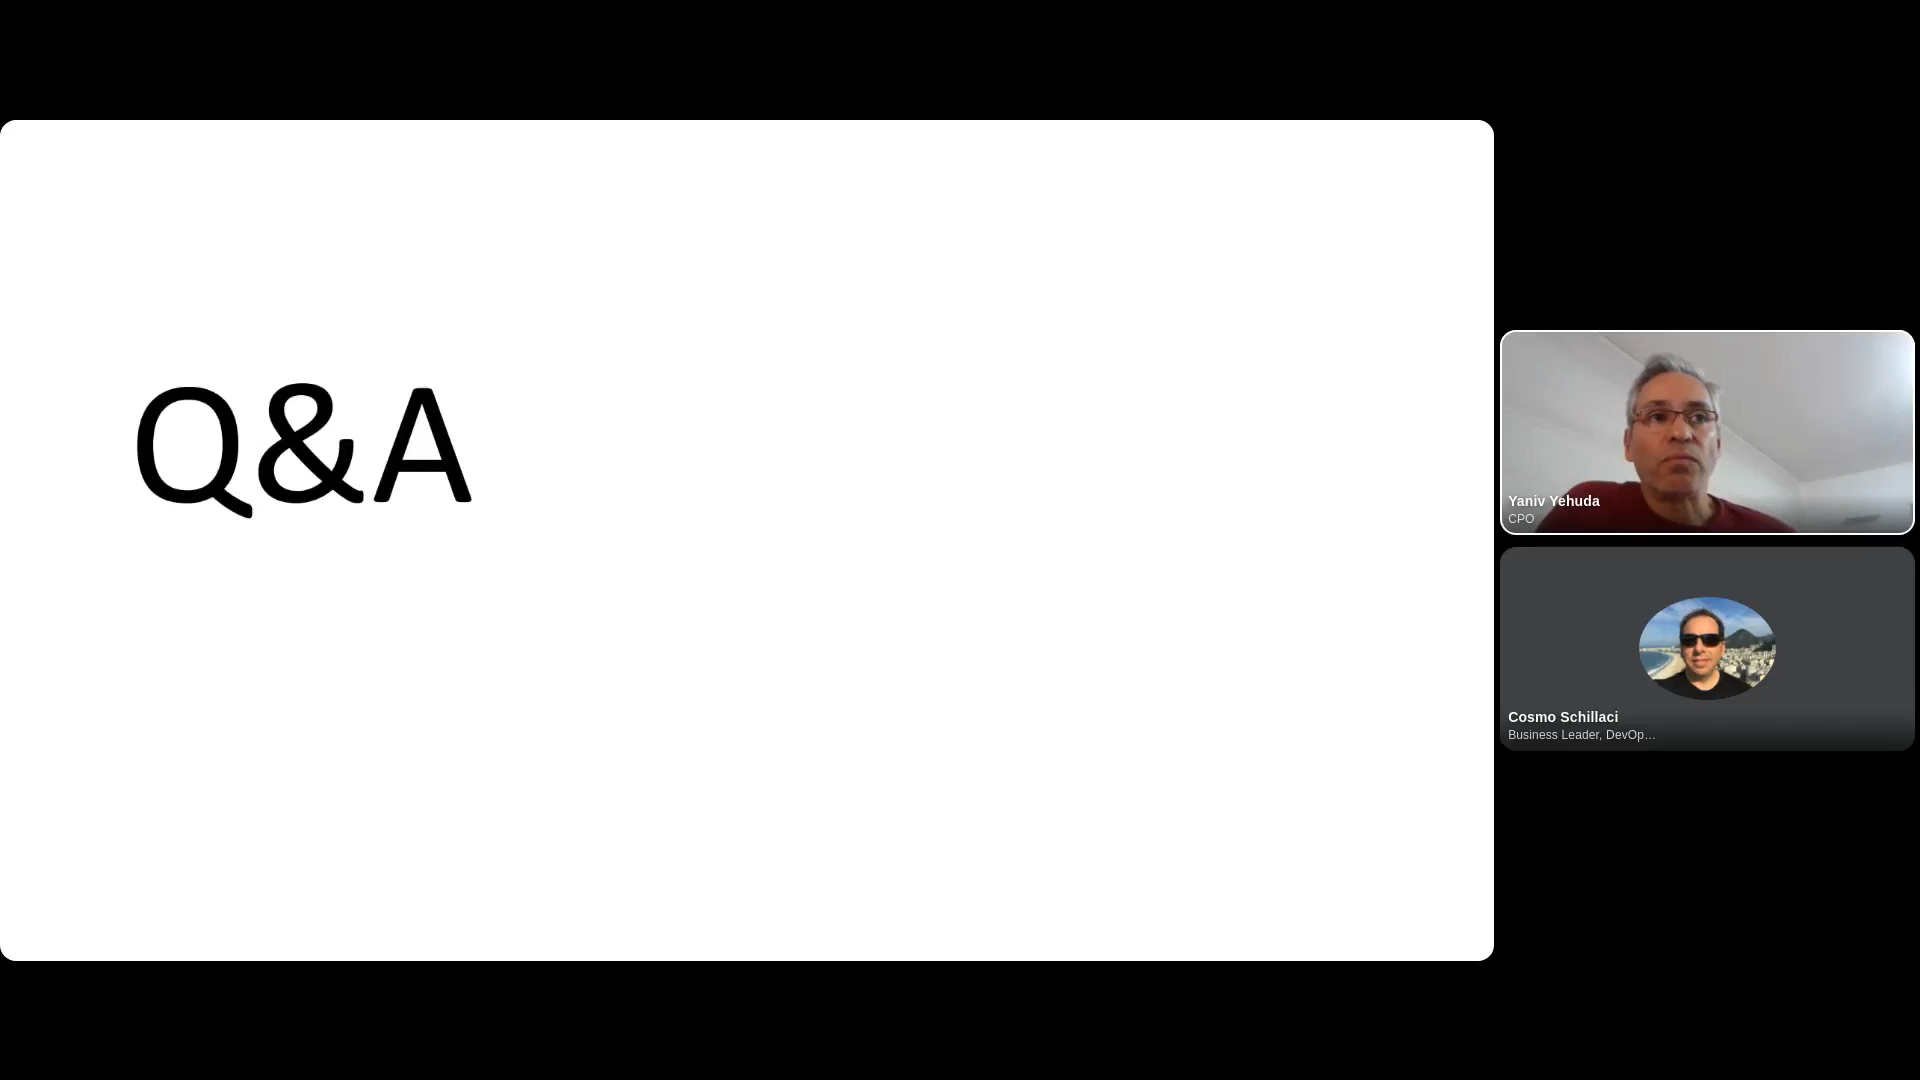 Q&A
Yaniv Yehuda
CPO
Cosmo Schillaci
Business Leader, DevOp…